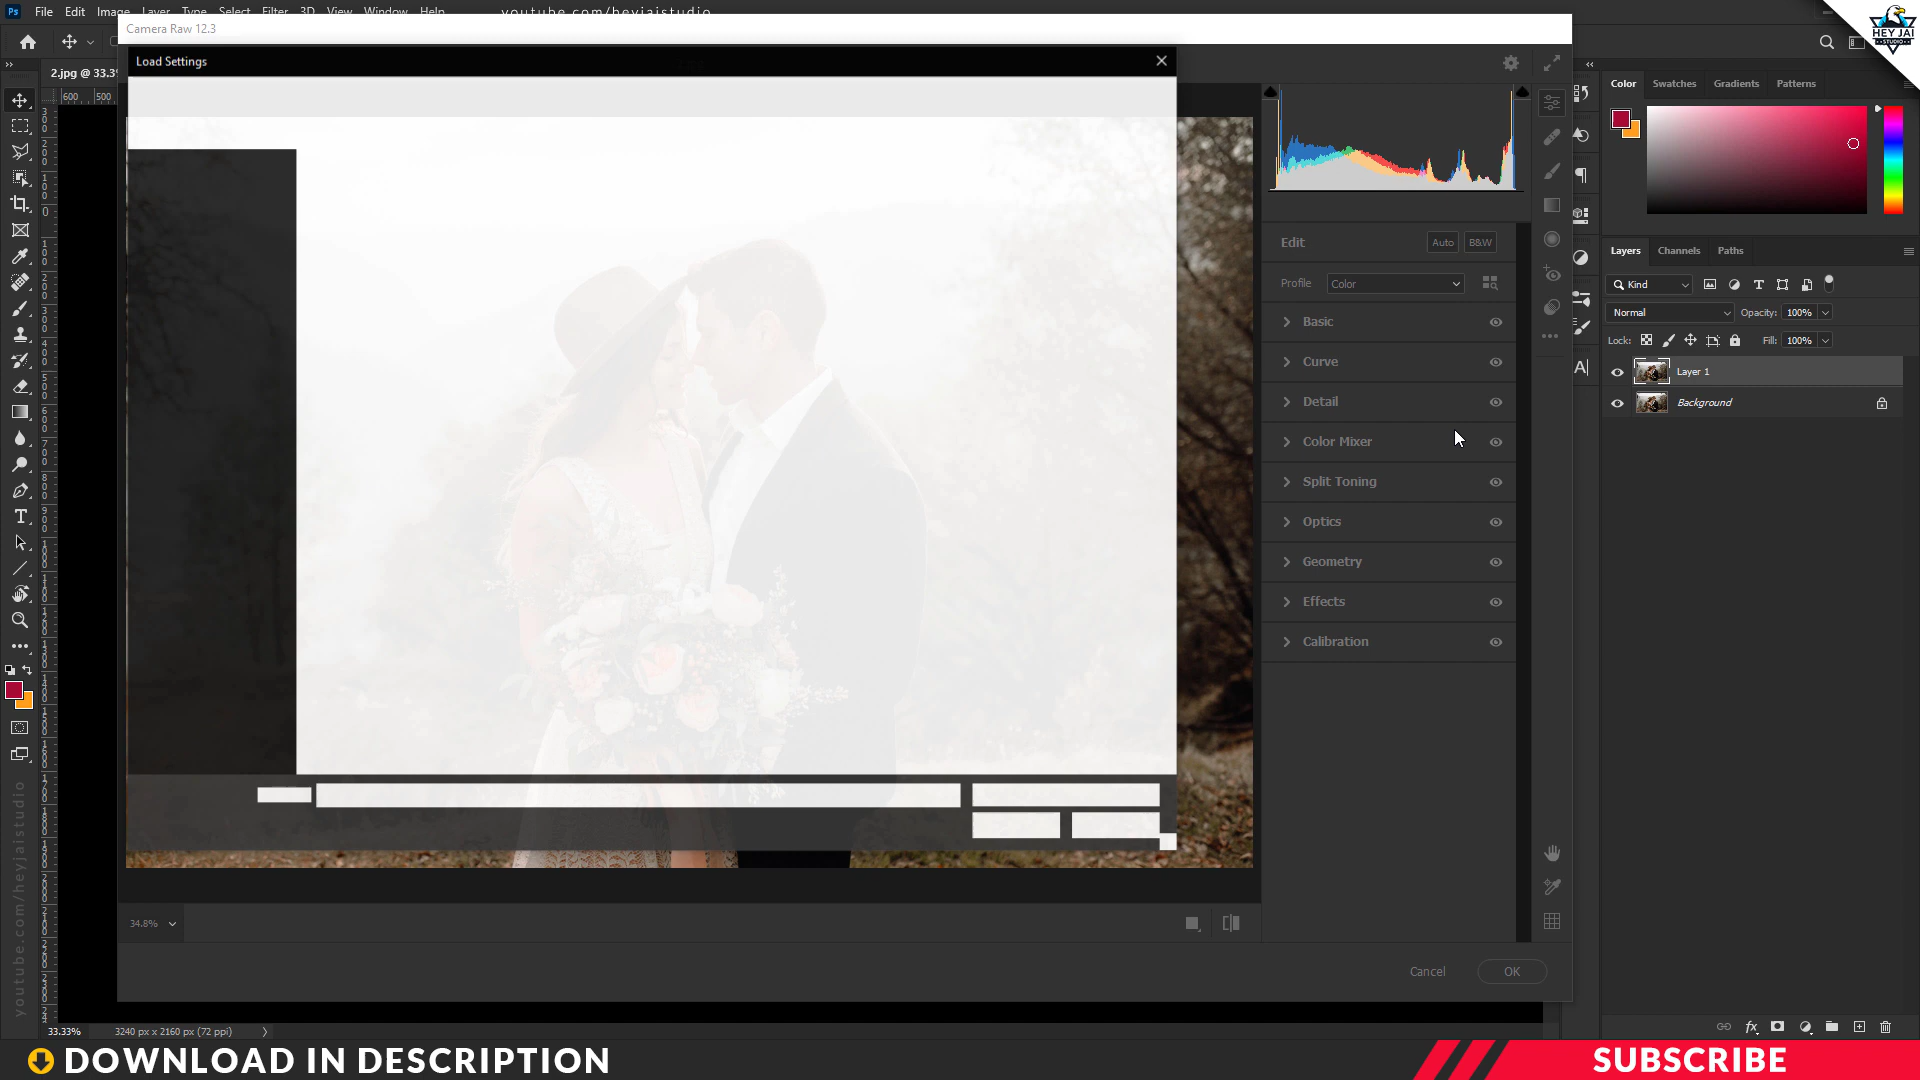 Ps File Edit Image Layer Type Select Filter 3D View Window Help
youtube.com/heyjaistudio
HEY JAI
STUDIO
Camera Raw 12.3
Load Settings
2.jpg @ 33.3
600 500
Color Swatches Gradients Patterns
Edit Auto B&W
Profile Color
Basic
Curve
Detail
Color Mixer
Split Toning
Optics
Geometry
Effects
Calibration
Layers Channels Paths
Kind
Normal Opacity: 100%
Lock: Fill: 100%
Layer 1
Background
34.8%
Cancel OK
youtube.com/heyjaistudio
33.33% 3240 px x 2160 px (72 ppi)
DOWNLOAD IN DESCRIPTION
SUBSCRIBE